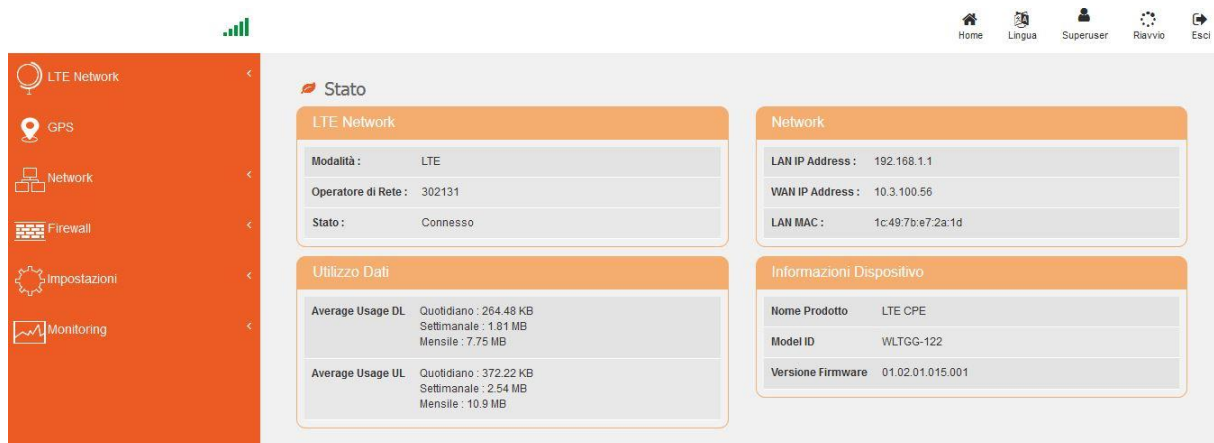 Home
Lingua
Superuser
Riavvio
Esci
LTE Network
GPS
Network
Firewall
Impostazioni
Monitoring
Stato
LTE Network
Modalità : LTE
Operatore di Rete : 302131
Stato : Connesso
Network
LAN IP Address : 192.168.1.1
WAN IP Address : 10.3.100.56
LAN MAC : 1c:49:7b:e7:2a:1d
Utilizzo Dati
Average Usage DL Quotidiano : 264.48 KB
Settimanale : 1.81 MB
Mensile : 7.75 MB
Average Usage UL Quotidiano : 372.22 KB
Settimanale : 2.54 MB
Mensile : 10.9 MB
Informazioni Dispositivo
Nome Prodotto LTE CPE
Model ID WLTGG-122
Versione Firmware 01.02.01.015.001